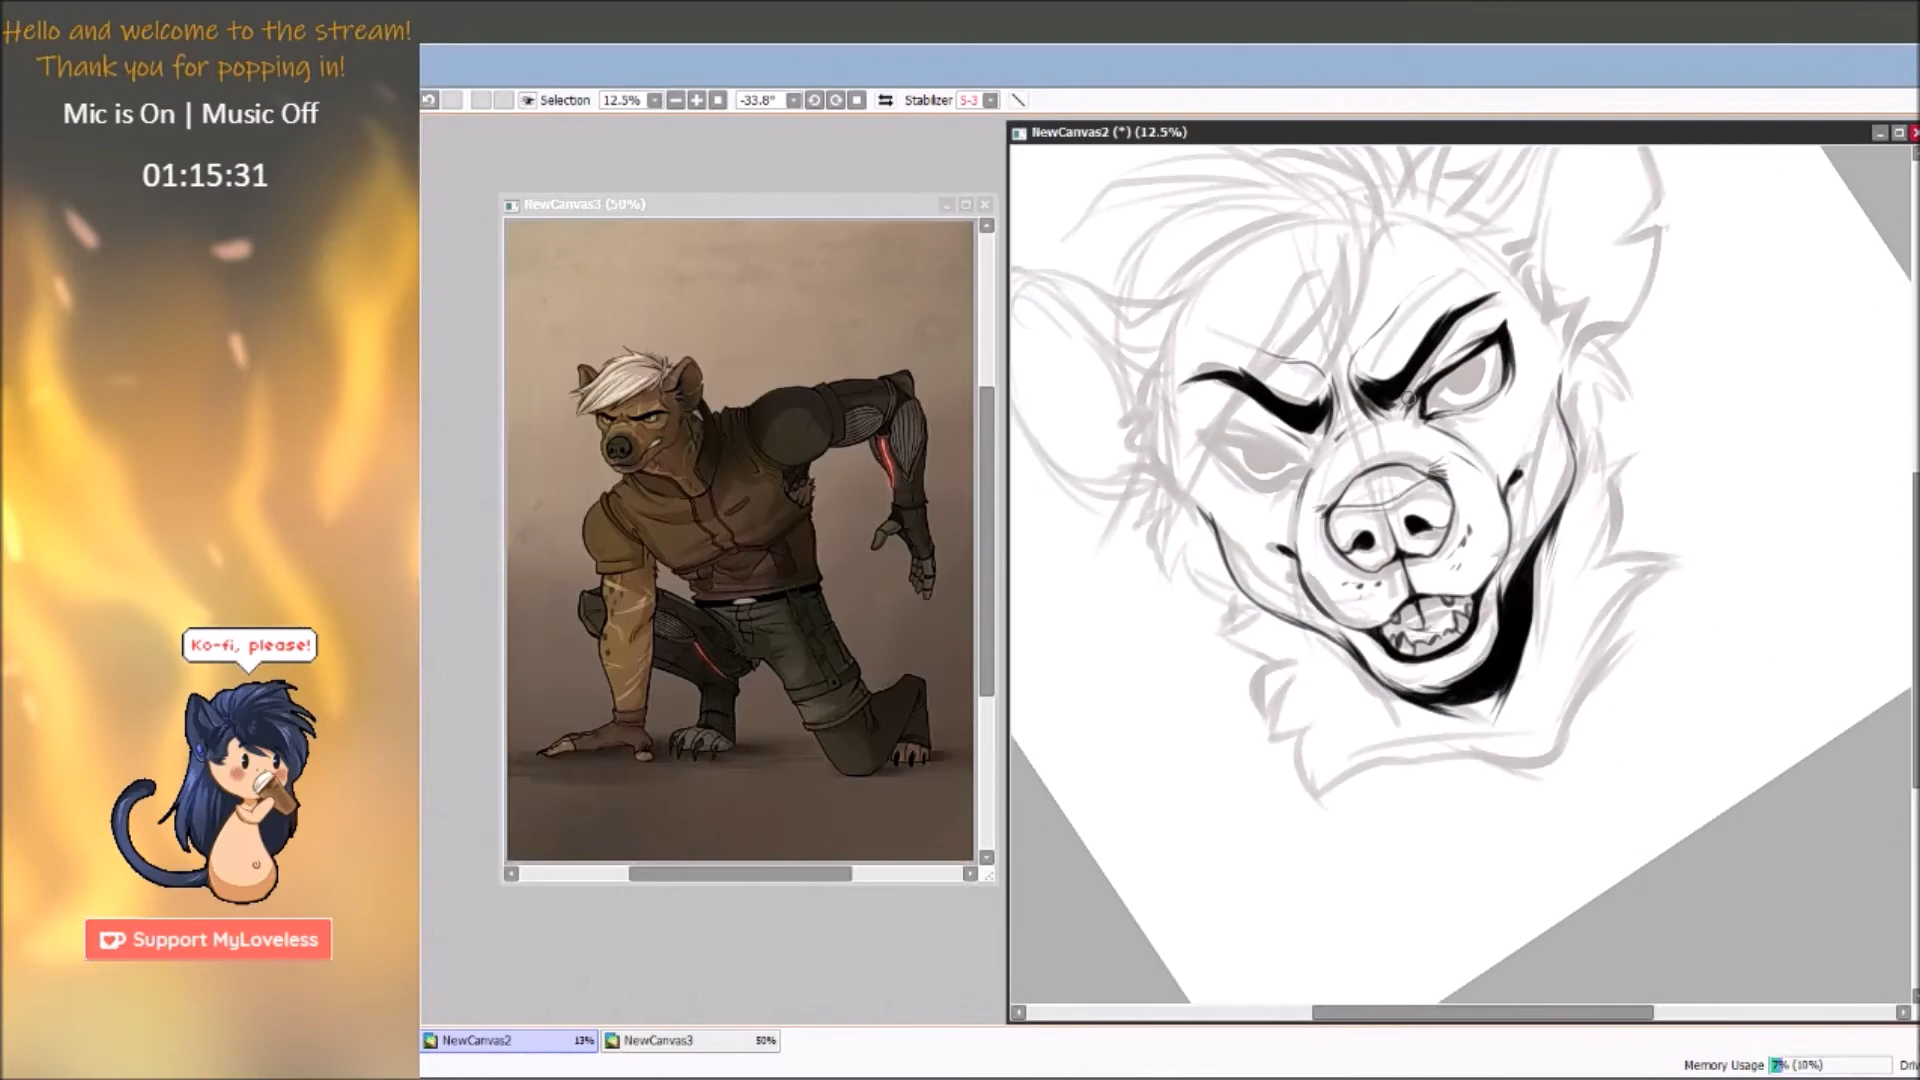 Hello and welcome to the stream!
Thank you for popping in!
Mic is On | Music Off
01:15:31
Ko-fi, please!
Support MyLoveless
Selection 12.5% -33.8° Stabilizer S-3
NewCanvas2 (*) (12.5%)
NewCanvas3 (50%)
NewCanvas2 13% NewCanvas3 50%
Memory Usage 7% (10%)